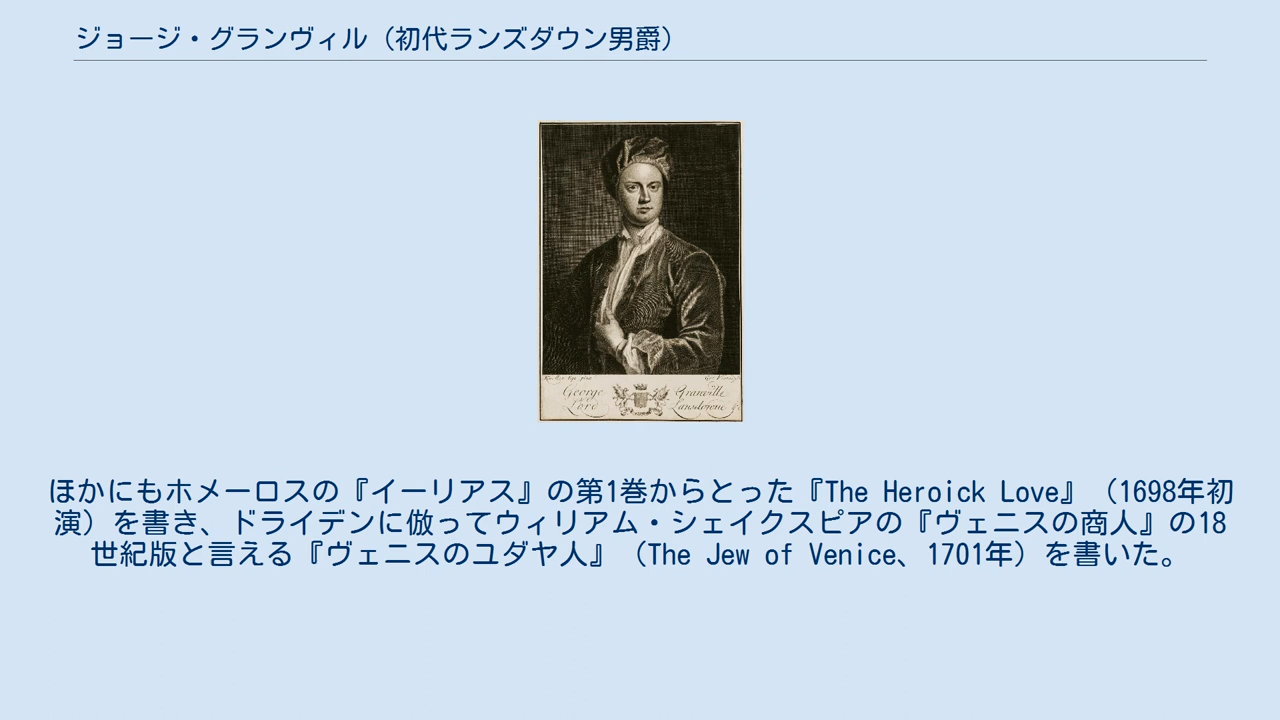 ジョージ・グランヴィル（初代ランズダウン男爵）
George Granville
Lord Lansdowne
ほかにもホメーロスの『イーリアス』の第1巻からとった『The Heroick Love』（1698年初
演）を書き、ドライデンに倣ってウィリアム・シェイクスピアの『ヴェニスの商人』の18
世紀版と言える『ヴェニスのユダヤ人』（The Jew of Venice、1701年）を書いた。